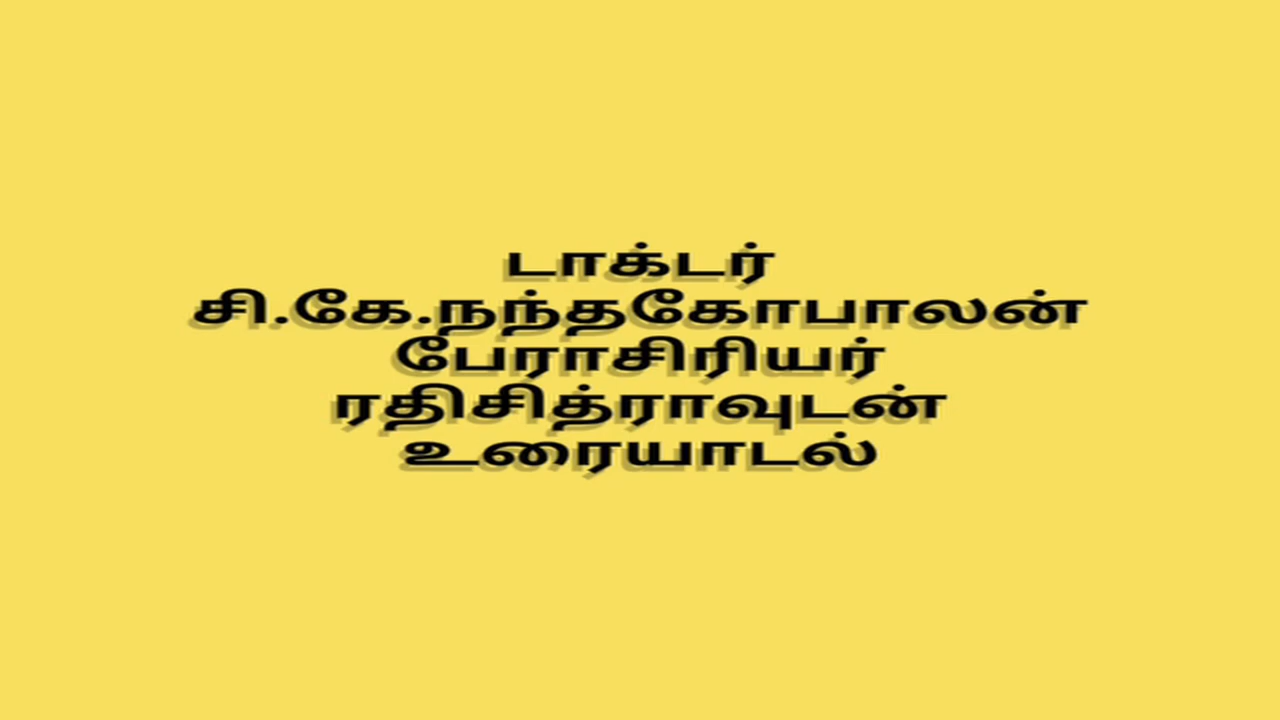 டாக்டர்
சி.கே.நந்தகோபாலன்
பேராசிரியர்
ரதிசித்ராவுடன்
உரையாடல்